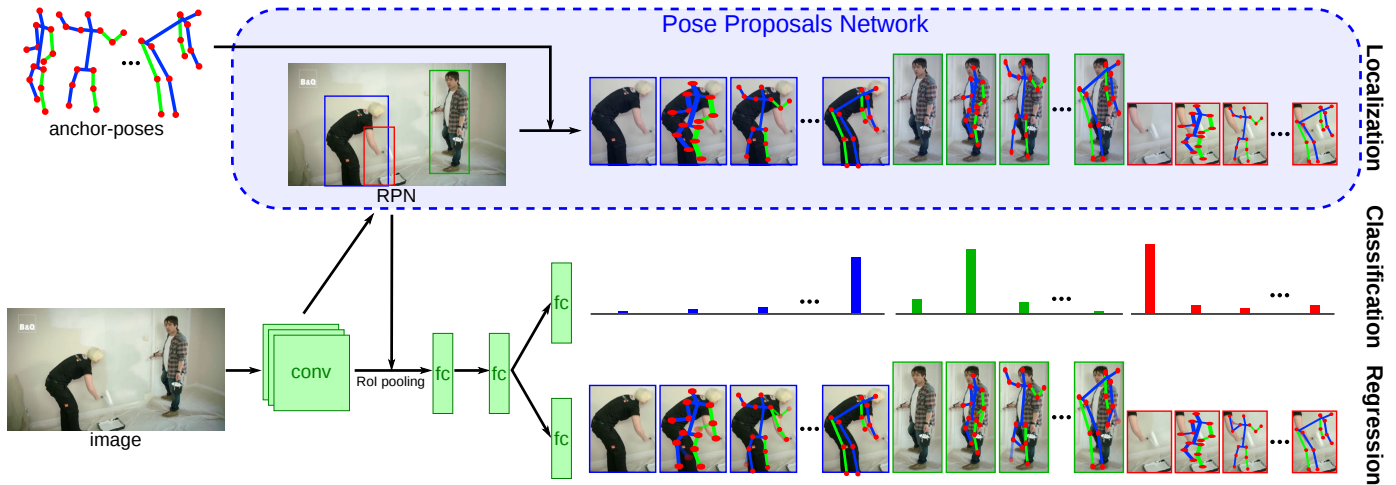 Pose Proposals Network
B&Q
anchor-poses
...
...
...
...
RPN
Localization
Classification
fc
...
...
...
B&Q
conv
RoI pooling
fc
fc
image
fc
...
...
...
Regression